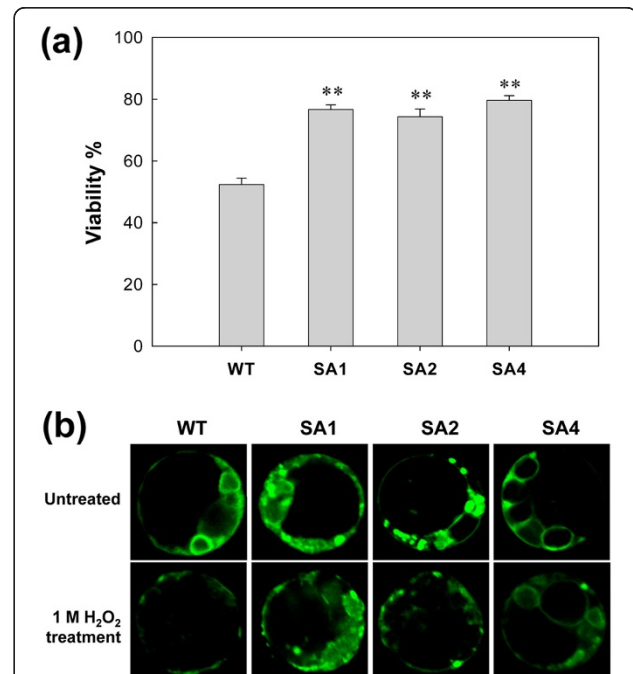 (a)
100
80
60
40
20
0
Viability %
** ** **
WT SA1 SA2 SA4
(b)
WT SA1 SA2 SA4
Untreated
1 M H₂O₂
treatment